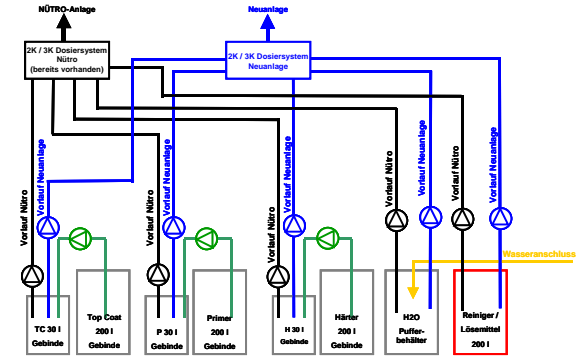 NÜTRO-Anlage
Neuanlage
2K / 3K Dosiersystem
Nütro
(bereits vorhanden)
2K / 3K Dosiersystem
Neuanlage
Vorlauf Nütro
Vorlauf Neuanlage
Vorlauf Nütro
Vorlauf Neuanlage
Vorlauf Nütro
Vorlauf Neuanlage
Vorlauf Nütro
Vorlauf Neuanlage
Vorlauf Nütro
Vorlauf Neuanlage
Wasseranschluss
TC 30 l
Gebinde
Top Coat
200 l
Gebinde
P 30 l
Gebinde
Primer
200 l
Gebinde
H 30 l
Gebinde
Härter
200 l
Gebinde
H2O
Puffer-
behälter
Reiniger /
Lösemittel
200 l